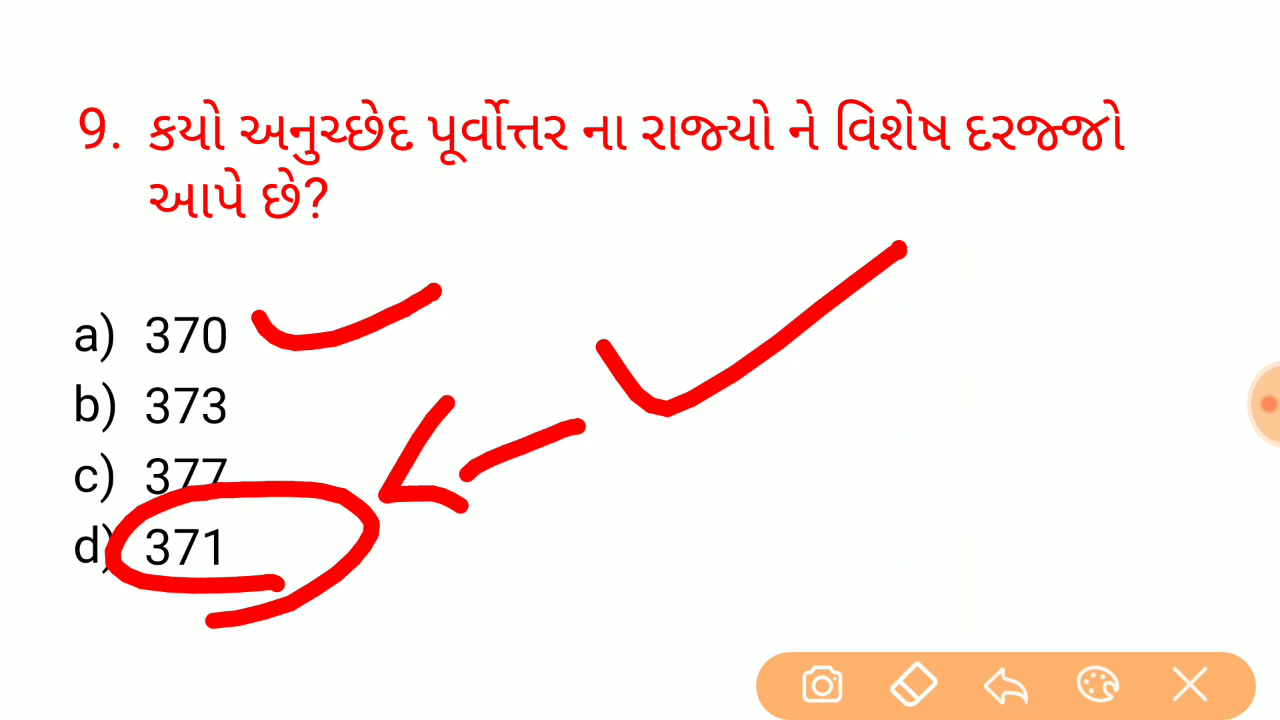 9. કયો અનુચ્છેદ પૂર્વોત્તર ના રાજ્યો ને વિશેષ દરજ્જો
આપે છે?
a) 370
b) 373
c) 377
d) 371